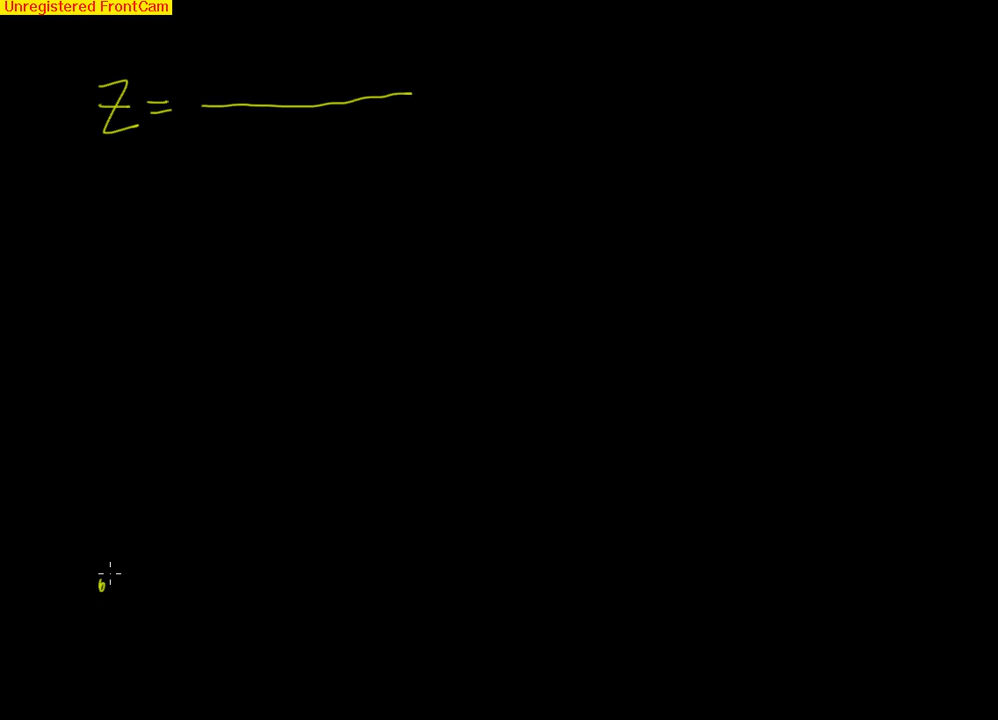 Unregistered FrontCam
Z =